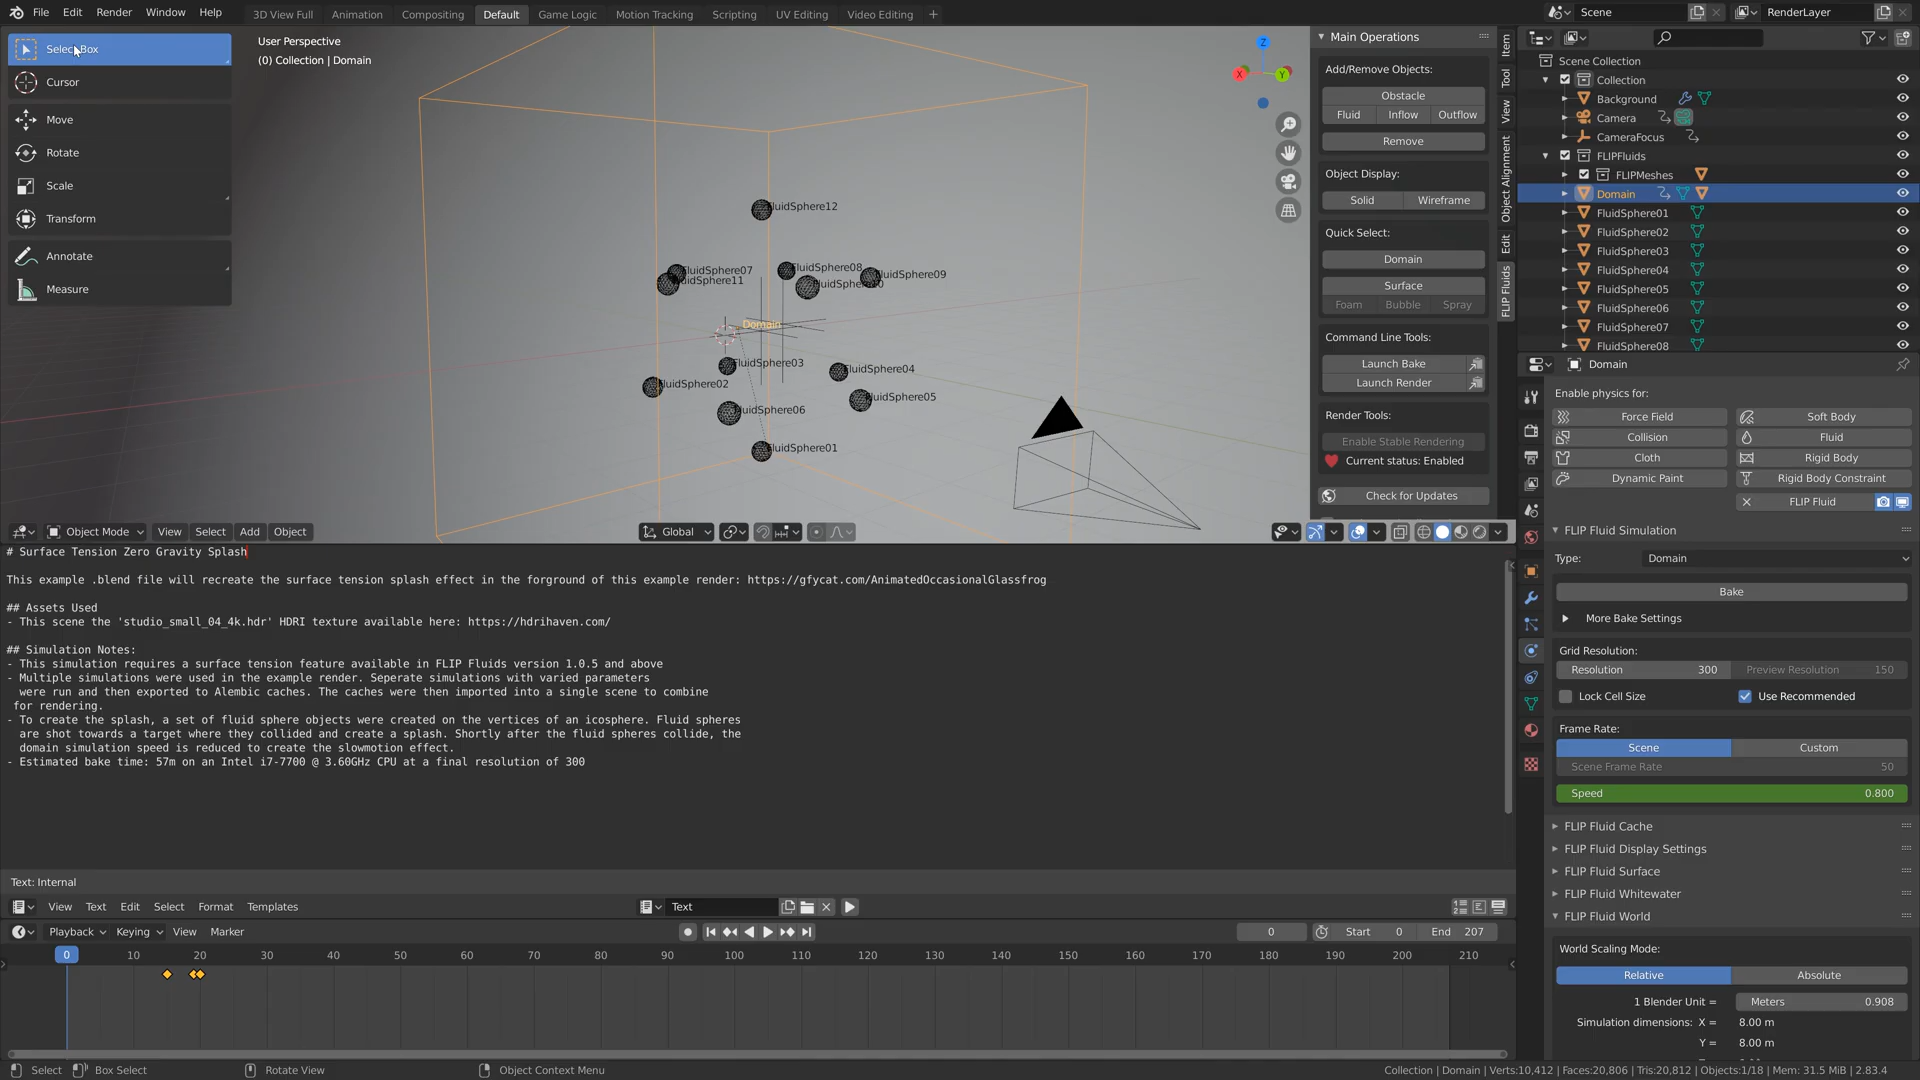 File Edit Render Window Help
3D View Full Animation Compositing Default Game Logic Motion Tracking Scripting UV Editing Video Editing +
Scene
RenderLayer
Select Box
Cursor
Move
Rotate
Scale
Transform
Annotate
Measure
User Perspective
(0) Collection | Domain
FluidSphere12
FluidSphere07
FluidSphere08
FluidSphere09
Domain
FluidSphere03
FluidSphere04
FluidSphere02
FluidSphere05
FluidSphere06
FluidSphere01
Z
X
Y
Main Operations
Add/Remove Objects:
Obstacle
Fluid Inflow Outflow
Remove
Object Display:
Solid Wireframe
Quick Select:
Domain
Surface
Foam Bubble Spray
Command Line Tools:
Launch Bake
Launch Render
Render Tools:
Enable Stable Rendering
Current status: Enabled
Check for Updates
Item
Tool
View
Object Alignment
Edit
FLIP Fluids
Object Mode View Select Add Object
Global
Scene Collection
Collection
Background
Camera
CameraFocus
FLIPFluids
FLIPMeshes
Domain
FluidSphere01
FluidSphere02
FluidSphere03
FluidSphere04
FluidSphere05
FluidSphere06
FluidSphere07
FluidSphere08
Domain
Enable physics for:
Force Field Soft Body
Collision Fluid
Cloth Rigid Body
Dynamic Paint Rigid Body Constraint
FLIP Fluid
FLIP Fluid Simulation
Type: Domain
Bake
More Bake Settings
Grid Resolution:
Resolution 300 Preview Resolution 150
Lock Cell Size Use Recommended
Frame Rate:
Scene Custom
Scene Frame Rate 50
Speed 0.800
FLIP Fluid Cache
FLIP Fluid Display Settings
FLIP Fluid Surface
FLIP Fluid Whitewater
FLIP Fluid World
World Scaling Mode:
Relative Absolute
1 Blender Unit = Meters 0.908
Simulation dimensions: X = 8.00 m
Y = 8.00 m
# Surface Tension Zero Gravity Splash
This example .blend file will recreate the surface tension splash effect in the forground of this example render: https://gfycat.com/AnimatedOccasionalGlassfrog
## Assets Used
- This scene the 'studio_small_04_4k.hdr' HDRI texture available here: https://hdrihaven.com/
## Simulation Notes:
- This simulation requires a surface tension feature available in FLIP Fluids version 1.0.5 and above
- Multiple simulations were used in the example render. Seperate simulations with varied parameters
were run and then exported to Alembic caches. The caches were then imported into a single scene to combine
for rendering.
- To create the splash, a set of fluid sphere objects were created on the vertices of an icosphere. Fluid spheres
are shot towards a target where they collided and create a splash. Shortly after the fluid spheres collide, the
domain simulation speed is reduced to create the slowmotion effect.
- Estimated bake time: 57m on an Intel i7-7700 @ 3.60GHz CPU at a final resolution of 300
Text: Internal
View Text Edit Select Format Templates
Text
Playback Keying View Marker
0 Start 0 End 207
0 10 20 30 40 50 60 70 80 90 100 110 120 130 140 150 160 170 180 190 200 210
Select Box Select Rotate View Object Context Menu
Collection | Domain | Verts:10,412 | Faces:20,806 | Tris:20,812 | Objects:1/18 | Mem: 31.5 MiB | 2.83.4